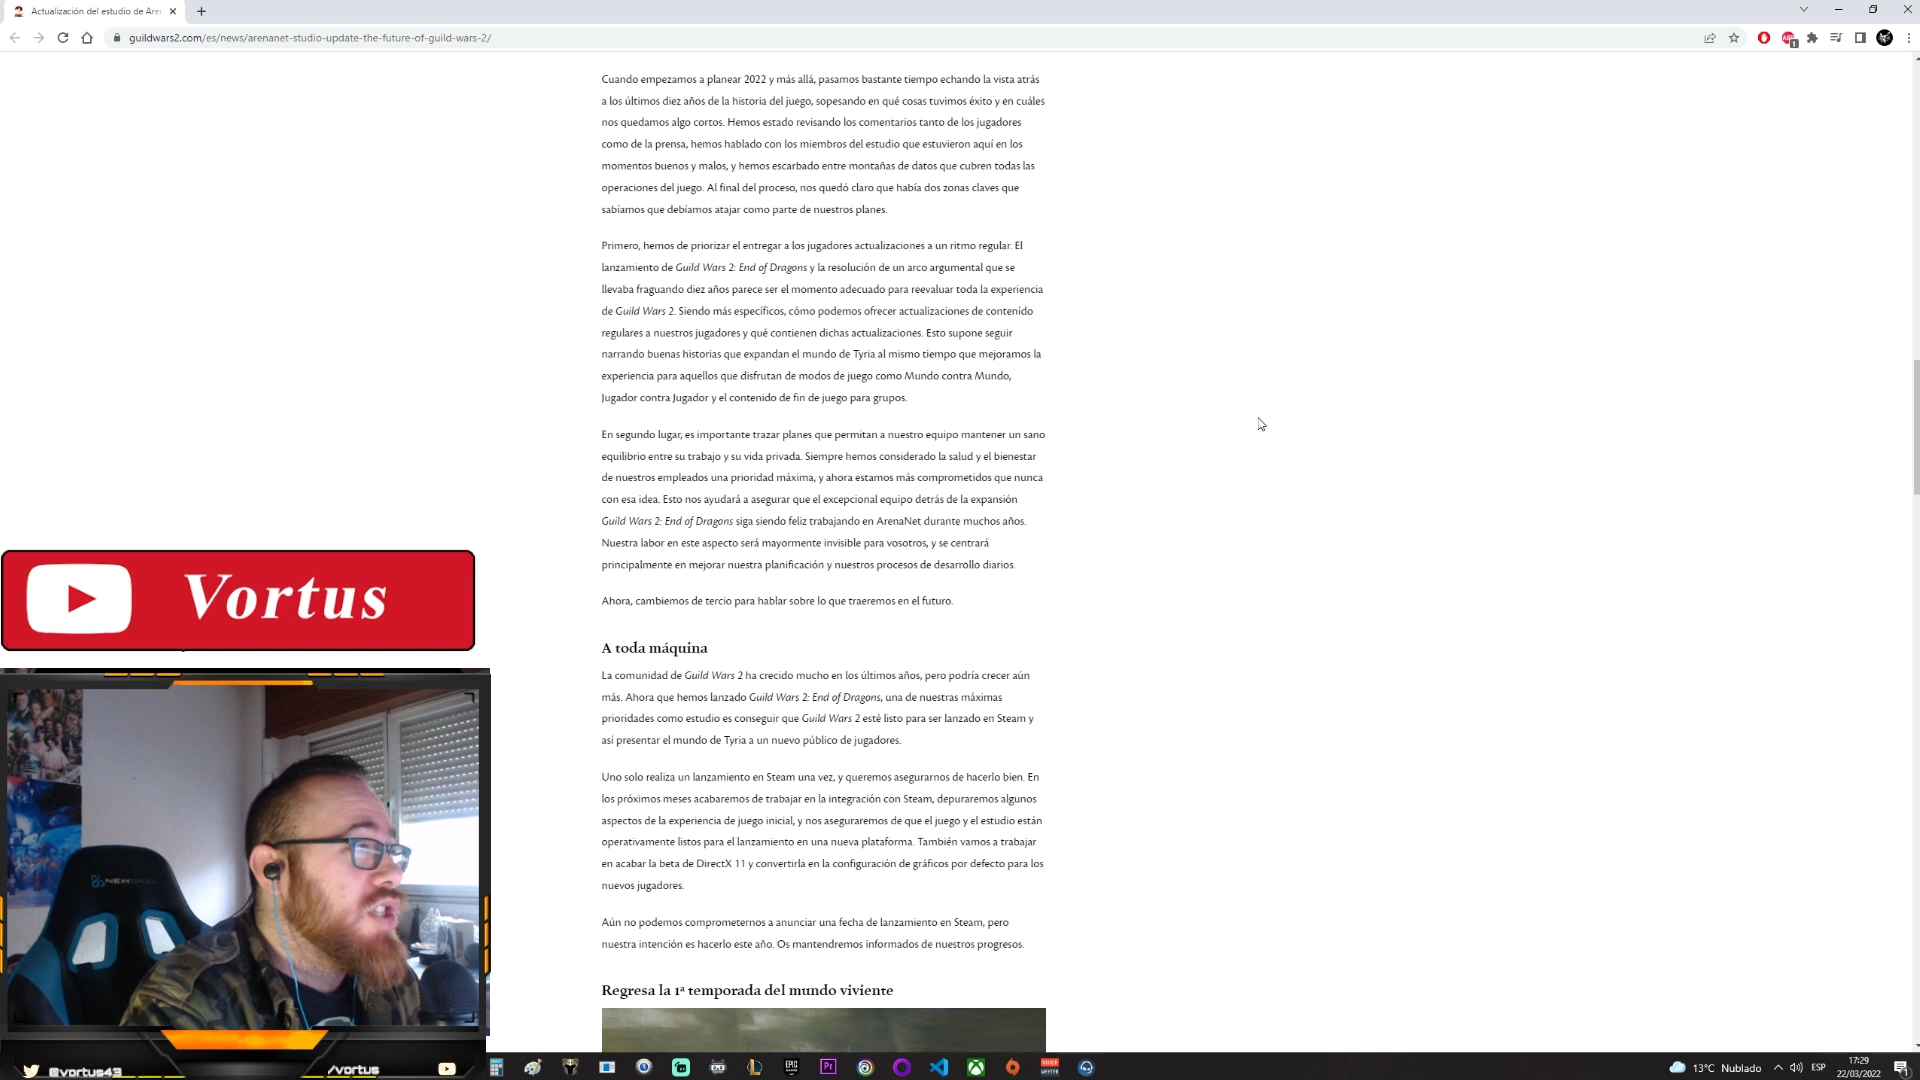 Actualización del estudio de Aren
guildwars2.com/es/news/arenanet-studio-update-the-future-of-guild-wars-2/
Cuando empezamos a planear 2022 y más allá, pasamos bastante tiempo echando la vista atrás
a los últimos diez años de la historia del juego, sopesando en qué cosas tuvimos éxito y en cuáles
nos quedamos algo cortos. Hemos estado revisando los comentarios tanto de los jugadores
como de la prensa, hemos hablado con los miembros del estudio que estuvieron aquí en los
momentos buenos y malos, y hemos escarbado entre montañas de datos que cubren todas las
operaciones del juego. Al final del proceso, nos quedó claro que había dos zonas claves que
sabíamos que debíamos atajar como parte de nuestros planes.
Primero, hemos de priorizar el entregar a los jugadores actualizaciones a un ritmo regular. El
lanzamiento de Guild Wars 2: End of Dragons y la resolución de un arco argumental que se
llevaba fraguando diez años parece ser el momento adecuado para reevaluar toda la experiencia
de Guild Wars 2. Siendo más específicos, cómo podemos ofrecer actualizaciones de contenido
regulares a nuestros jugadores y qué contienen dichas actualizaciones. Esto supone seguir
narrando buenas historias que expandan el mundo de Tyria al mismo tiempo que mejoramos la
experiencia para aquellos que disfrutan de modos de juego como Mundo contra Mundo,
Jugador contra Jugador y el contenido de fin de juego para grupos.
En segundo lugar, es importante trazar planes que permitan a nuestro equipo mantener un sano
equilibrio entre su trabajo y su vida privada. Siempre hemos considerado la salud y el bienestar
de nuestros empleados una prioridad máxima, y ahora estamos más comprometidos que nunca
con esa idea. Esto nos ayudará a asegurar que el excepcional equipo detrás de la expansión
Guild Wars 2: End of Dragons siga siendo feliz trabajando en ArenaNet durante muchos años.
Nuestra labor en este aspecto será mayormente invisible para vosotros, y se centrará
principalmente en mejorar nuestra planificación y nuestros procesos de desarrollo diarios.
Ahora, cambiemos de tercio para hablar sobre lo que traeremos en el futuro.
A toda máquina
La comunidad de Guild Wars 2 ha crecido mucho en los últimos años, pero podría crecer aún
más. Ahora que hemos lanzado Guild Wars 2: End of Dragons, una de nuestras máximas
prioridades como estudio es conseguir que Guild Wars 2 esté listo para ser lanzado en Steam y
así presentar el mundo de Tyria a un nuevo público de jugadores.
Uno solo realiza un lanzamiento en Steam una vez, y queremos asegurarnos de hacerlo bien. En
los próximos meses acabaremos de trabajar en la integración con Steam, depuraremos algunos
aspectos de la experiencia de juego inicial, y nos aseguraremos de que el juego y el estudio están
operativamente listos para el lanzamiento en una nueva plataforma. También vamos a trabajar
en acabar la beta de DirectX 11 y convertirla en la configuración de gráficos por defecto para los
nuevos jugadores.
Aún no podemos comprometernos a anunciar una fecha de lanzamiento en Steam, pero
nuestra intención es hacerlo este año. Os mantendremos informados de nuestros progresos.
Regresa la 1ª temporada del mundo viviente
Vortus
NEWSKILL
@vortus43
/vortus
EPIC
Pr
13°C Nublado
ESP
17:29
22/03/2022